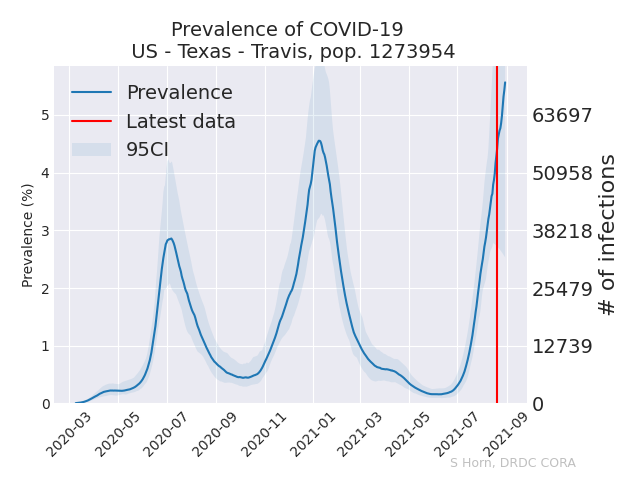 Prevalence of COVID-19
US - Texas - Travis, pop. 1273954
Prevalence
Latest data
95CI
Prevalence (%)
5
4
3
2
1
0
63697
50958
38218
25479
12739
0
# of infections
2020-03
2020-05
2020-07
2020-09
2020-11
2021-01
2021-03
2021-05
2021-07
2021-09
S Horn, DRDC CORA